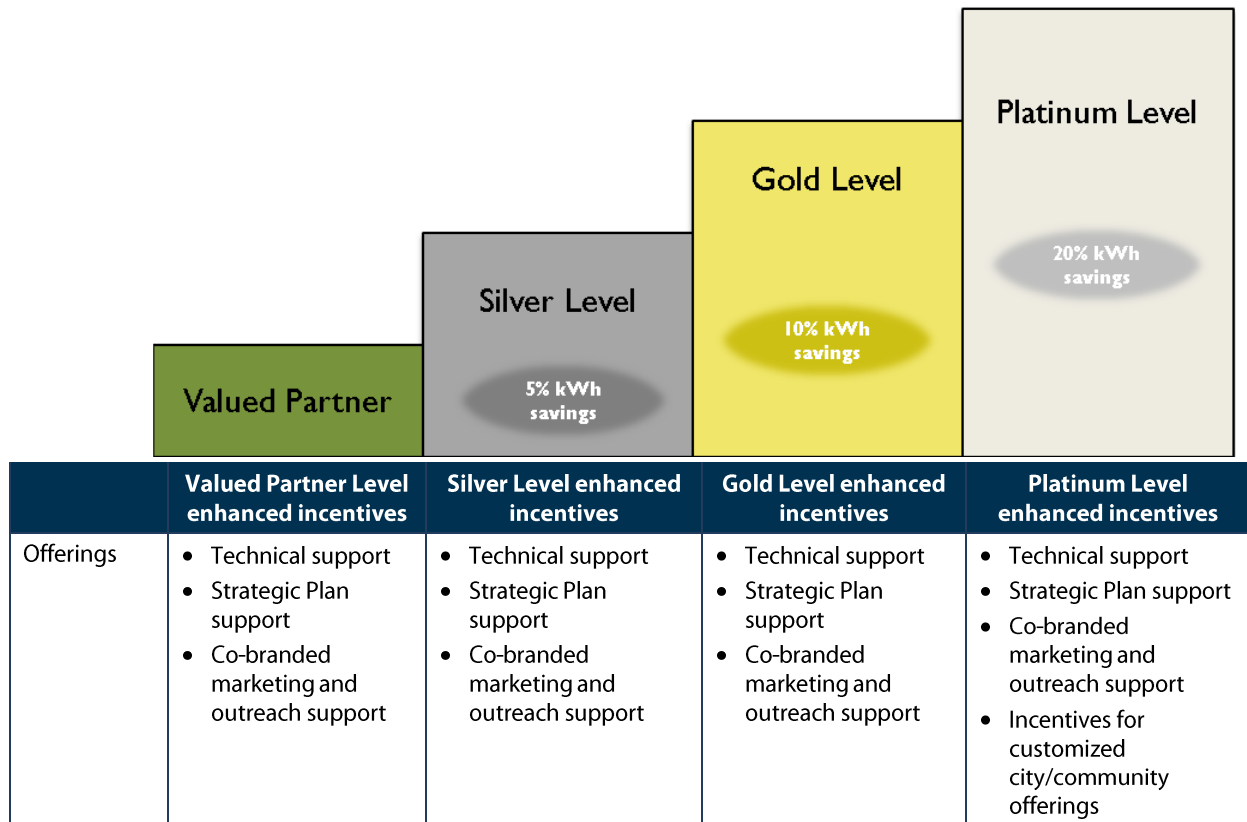 Platinum Level
Gold Level
20% kWh
savings
Silver Level
10% kWh
savings
Valued Partner
5% kWh
savings
Valued Partner Level
enhanced incentives
Silver Level enhanced
incentives
Gold Level enhanced
incentives
Platinum Level
enhanced incentives
Offerings
• Technical support
• Strategic Plan
support
• Co-branded
marketing and
outreach support
• Technical support
• Strategic Plan
support
• Co-branded
marketing and
outreach support
• Technical support
• Strategic Plan
support
• Co-branded
marketing and
outreach support
• Technical support
• Strategic Plan support
• Co-branded
marketing and
outreach support
• Incentives for
customized
city/community
offerings